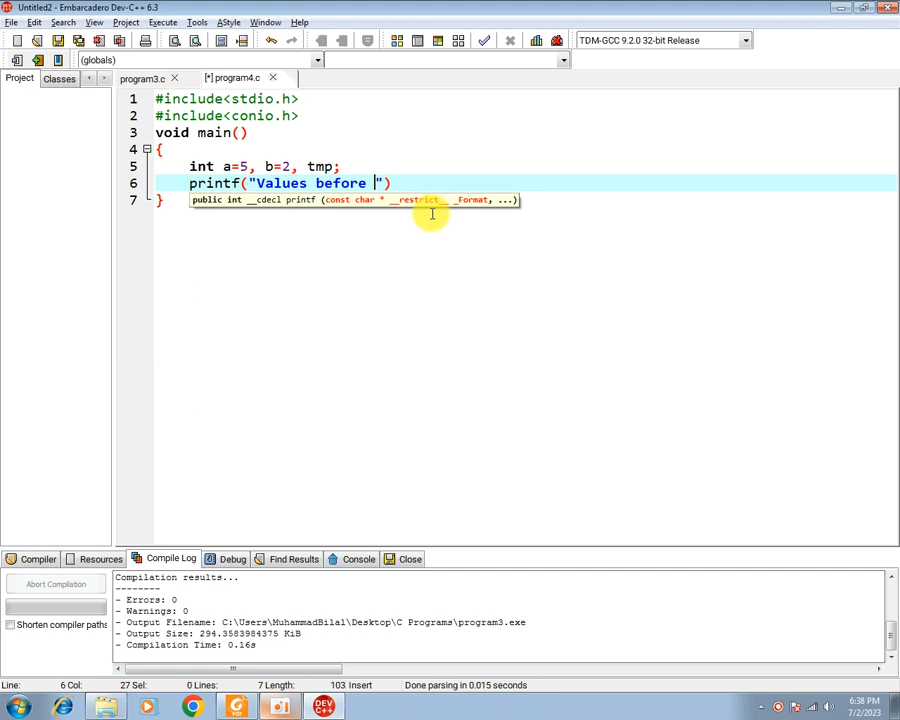 Untitled2 - Embarcadero Dev-C++ 6.3
File Edit Search View Project Execute Tools AStyle Window Help
TDM-GCC 9.2.0 32-bit Release
(globals)
Project Classes program3.c [*] program4.c
1 #include<stdio.h>
2 #include<conio.h>
3 void main()
4 {
5 int a=5, b=2, tmp;
6 printf("Values before ")
7 }
public int __cdecl printf (const char * __restrict__ _Format, ...)
Compiler Resources Compile Log Debug Find Results Console Close
Abort Compilation
Shorten compiler paths
Compilation results...
--------
- Errors: 0
- Warnings: 0
- Output Filename: C:\Users\MuhammadBilal\Desktop\C Programs\program3.exe
- Output Size: 294.3583984375 KiB
- Compilation Time: 0.16s
Line: 6 Col: 27 Sel: 0 Lines: 7 Length: 103 Insert Done parsing in 0.015 seconds
PDF
DEV C++
6:38 PM
7/2/2023